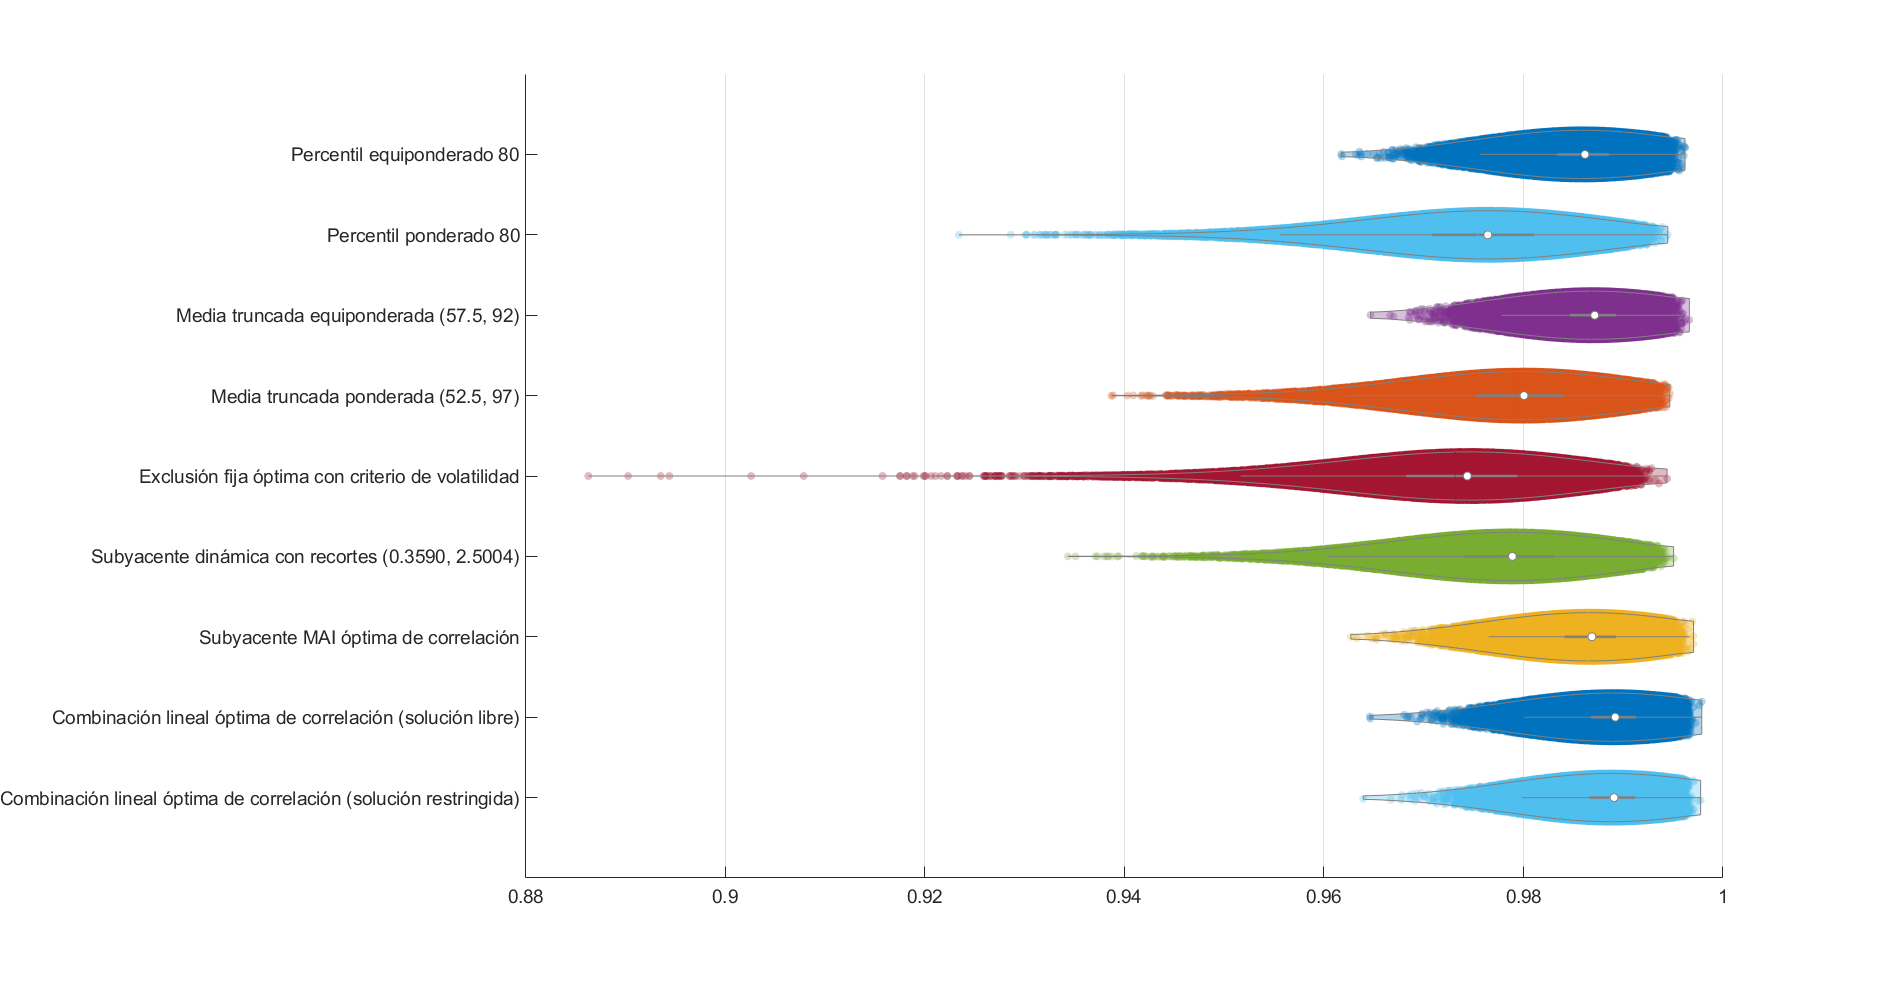 Percentil equiponderado 80
Percentil ponderado 80
Media truncada equiponderada (57.5, 92)
Media truncada ponderada (52.5, 97)
Exclusión fija óptima con criterio de volatilidad
Subyacente dinámica con recortes (0.3590, 2.5004)
Subyacente MAI óptima de correlación
Combinación lineal óptima de correlación (solución libre)
Combinación lineal óptima de correlación (solución restringida)
0.88 0.9 0.92 0.94 0.96 0.98 1